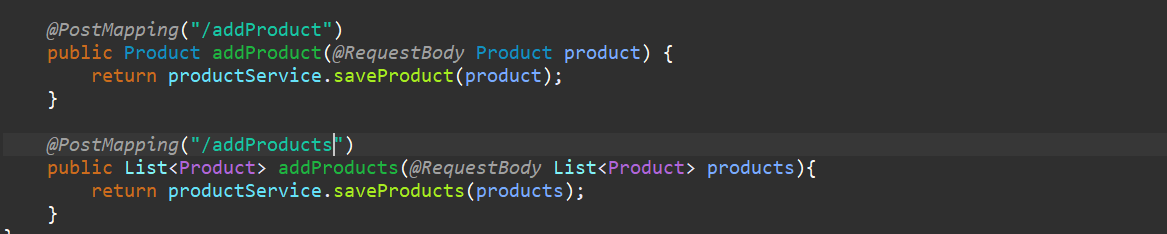 @PostMapping("/addProduct")
public Product addProduct(@RequestBody Product product) {
return productService.saveProduct(product);
}
@PostMapping("/addProducts")
public List<Product> addProducts(@RequestBody List<Product> products){
return productService.saveProducts(products);
}
}